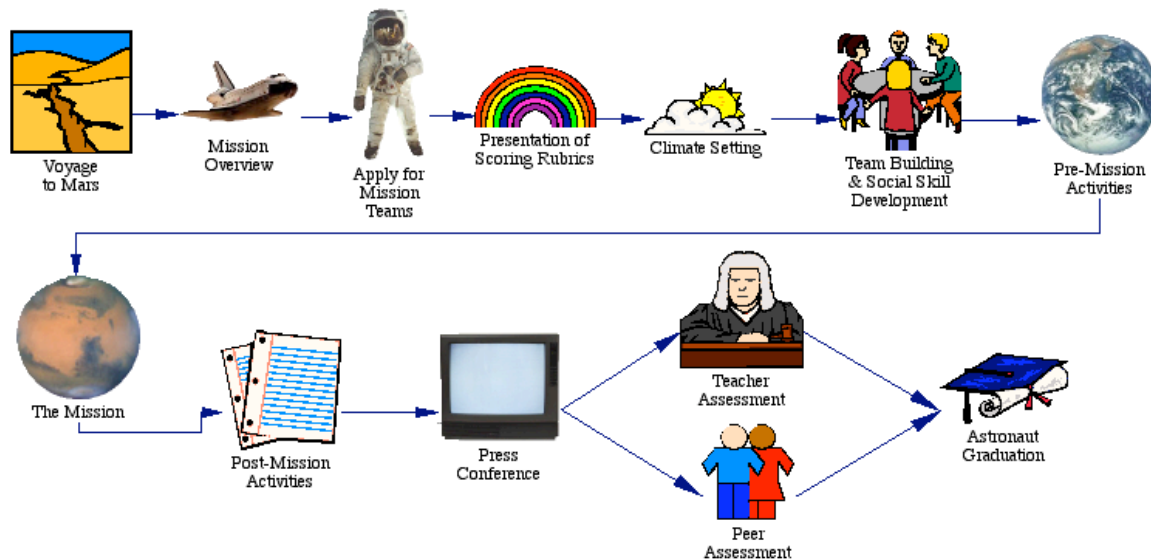 Voyage
to Mars
Mission
Overview
Apply for
Mission
Teams
Presentation of
Scoring Rubrics
Climate Setting
Team Building
& Social Skill
Development
Pre-Mission
Activities
The Mission
Post-Mission
Activities
Press
Conference
Teacher
Assessment
Peer
Assessment
Astronaut
Graduation